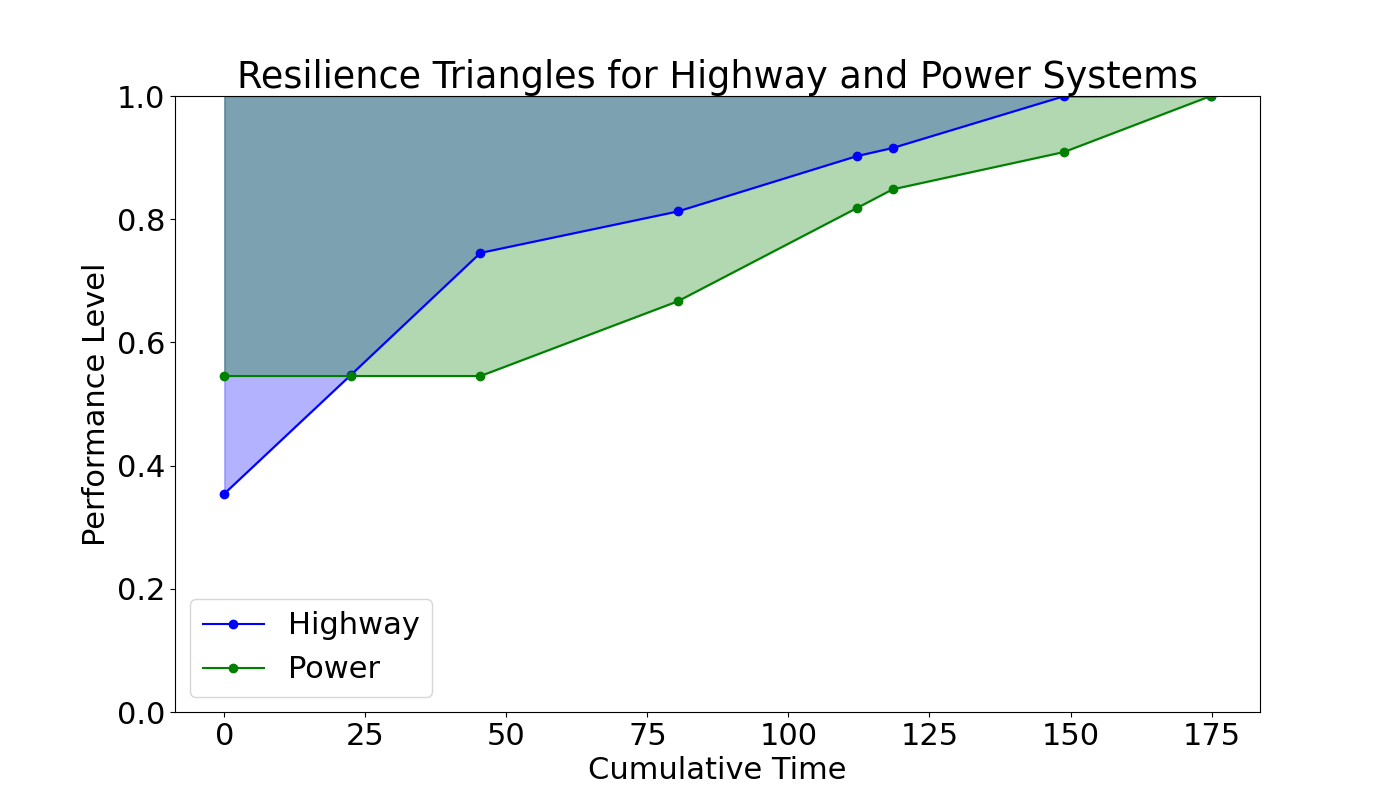 Resilience Triangles for Highway and Power Systems
1.0
0.8
0.6
0.4
0.2
0.0
Performance Level
Highway
Power
0 25 50 75 100 125 150 175
Cumulative Time